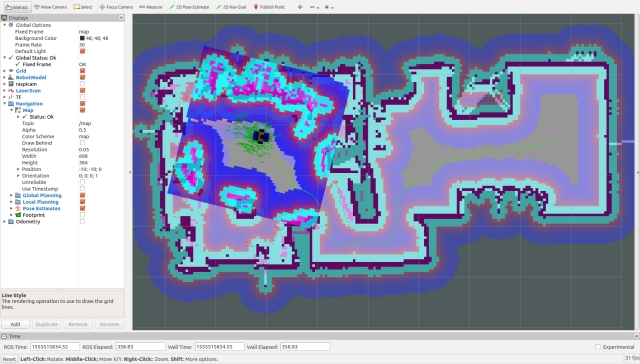 Interact Move Camera Select Focus Camera Measure 2D Pose Estimate 2D Nav Goal Publish Point
Displays
Global Options
Fixed Frame map
Background Color 48; 48; 48
Frame Rate 30
Default Light
Global Status: Ok
Fixed Frame OK
Grid
RobotModel
raspicam
LaserScan
TF
Navigation
Map
Status: Ok
Topic /map
Alpha 0.5
Color Scheme map
Draw Behind
Resolution 0.05
Width 608
Height 384
Position -10; -10; 0
Orientation 0; 0; 0; 1
Unreliable
Use Timestamp
Global Planning
Local Planning
Pose Estimates
Footprint
Odometry
Line Style
The rendering operation to use to draw the grid
lines.
Add Duplicate Remove Rename
Time
ROS Time: 1555515834.52 ROS Elapsed: 358.83 Wall Time: 1555515834.55 Wall Elapsed: 358.83 Experimental
Reset Left-Click: Rotate. Middle-Click: Move X/Y. Right-Click: Zoom. Shift: More options. 31 fps